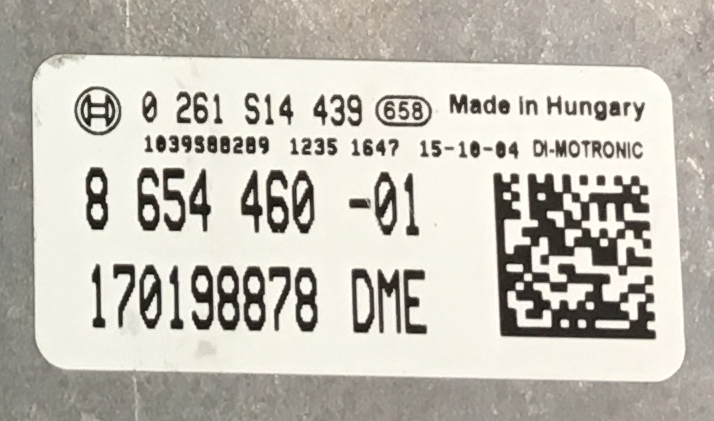 0 261 S14 439 658 Made in Hungary
1039S88289 1235 1647 15-10-04 DI-MOTRONIC
8 654 460 -01
170198878 DME